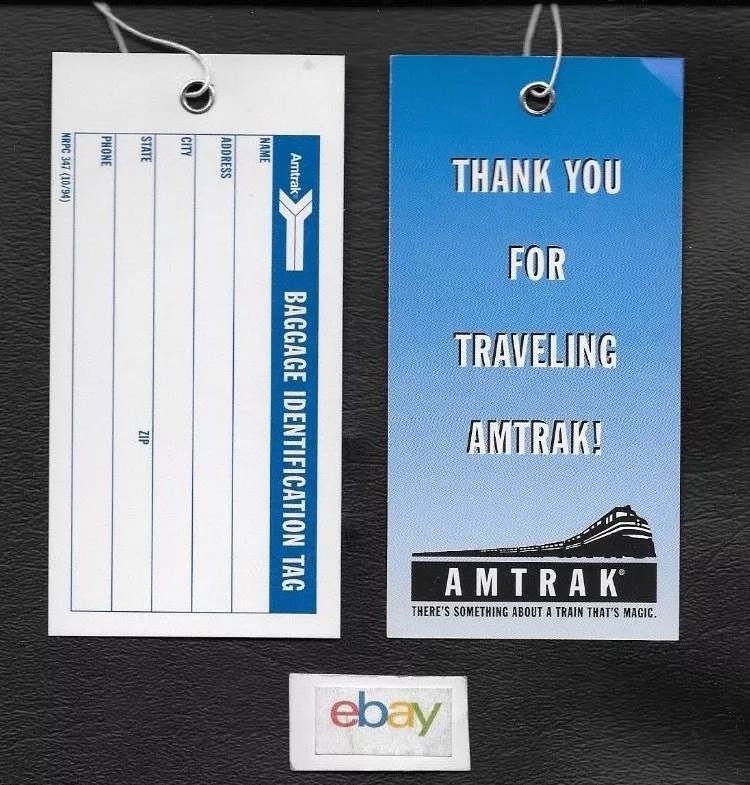 Amtrak
BAGGAGE IDENTIFICATION TAG
NAME
ADDRESS
CITY
STATE ZIP
PHONE
NRPC 347 (10/94)
THANK YOU
FOR
TRAVELING
AMTRAK!
AMTRAK®
THERE'S SOMETHING ABOUT A TRAIN THAT'S MAGIC.
ebay